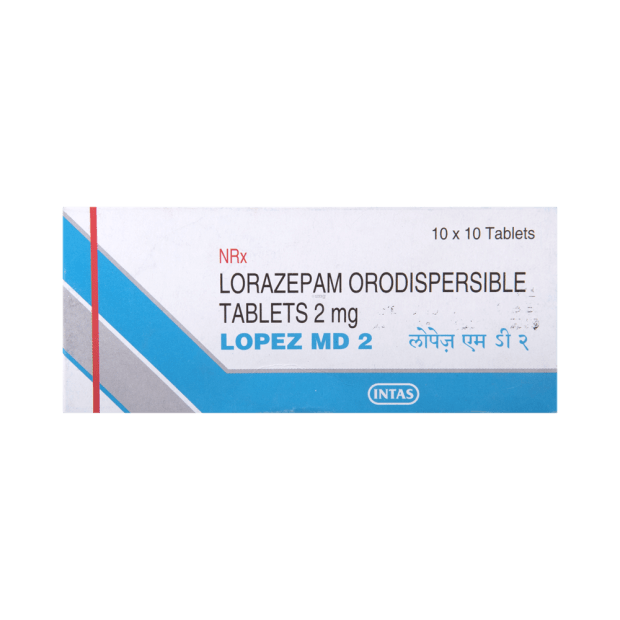 10 x 10 Tablets
NRx
LORAZEPAM ORODISPERSIBLE
TABLETS 2 mg
LOPEZ MD 2 लोपेज़ एम डी २
INTAS